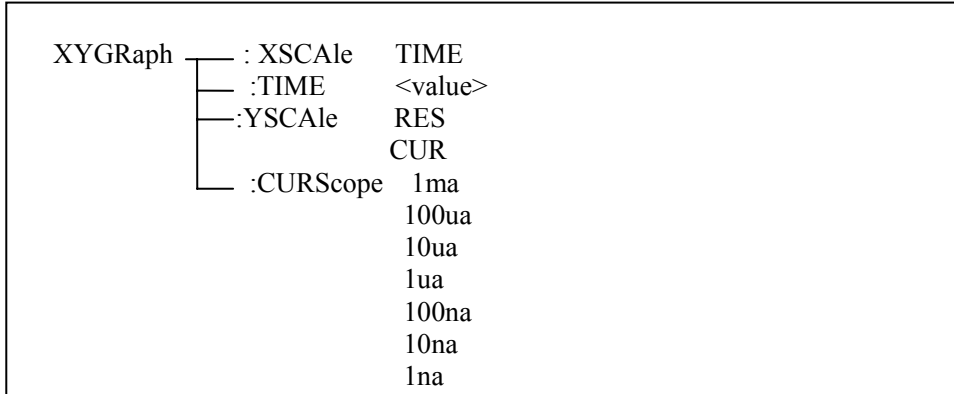 XYGRaph : XSCAle TIME
:TIME <value>
:YSCAle RES
CUR
:CURScope 1ma
100ua
10ua
1ua
100na
10na
1na